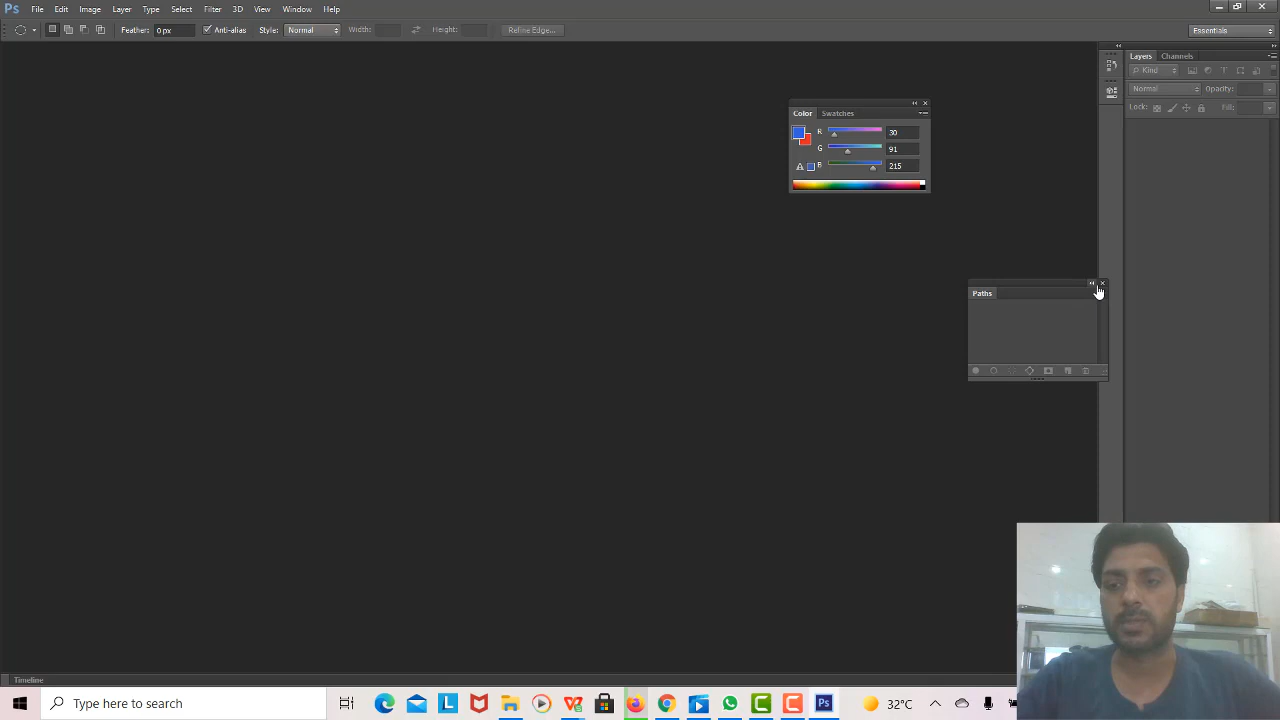 Ps File Edit Image Layer Type Select Filter 3D View Window Help
Feather: 0 px Anti-alias Style: Normal Width: Height: Refine Edge... Essentials
Layers Channels
Kind
Normal Opacity:
Lock: Fill:
Color Swatches
R 30
G 91
B 215
Paths
Timeline
Type here to search
L
Ps
32°C